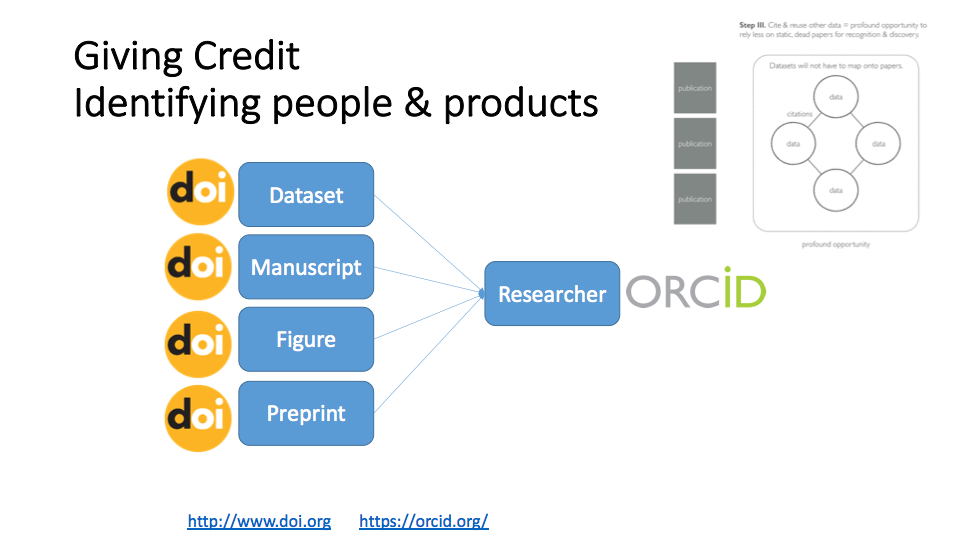 Giving Credit
Identifying people & products
Step III. Cite & reuse other data = profound opportunity to
rely less on static, dead papers for recognition & discovery.
Datasets will not have to map onto papers.
publication
publication
publication
data
citations
data
data
data
profound opportunity
doi
Dataset
doi
Manuscript
doi
Figure
doi
Preprint
Researcher
ORCiD
http://www.doi.org
https://orcid.org/